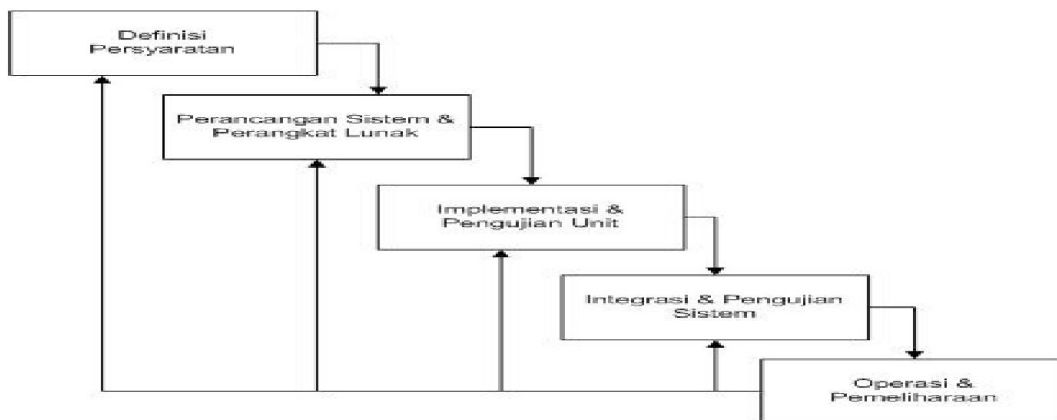 Definisi
Persyaratan
Perancangan Sistem &
Perangkat Lunak
Implementasi &
Pengujian Unit
Integrasi & Pengujian
Sistem
Operasi &
Pemeliharaan